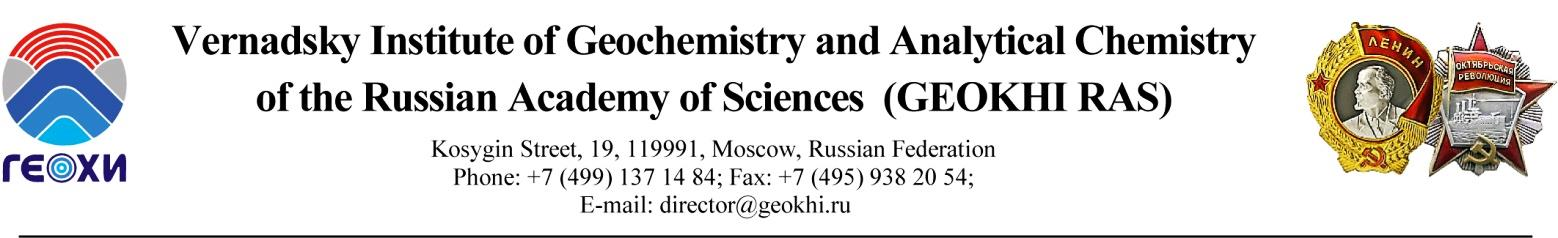 Vernadsky Institute of Geochemistry and Analytical Chemistry
of the Russian Academy of Sciences (GEOKHI RAS)
Kosygin Street, 19, 119991, Moscow, Russian Federation
Phone: +7 (499) 137 14 84; Fax: +7 (495) 938 20 54;
E-mail: director@geokhi.ru
ГЕОХИ
ЛЕНИН
ОКТЯБРЬСКАЯ
РЕВОЛЮЦИЯ